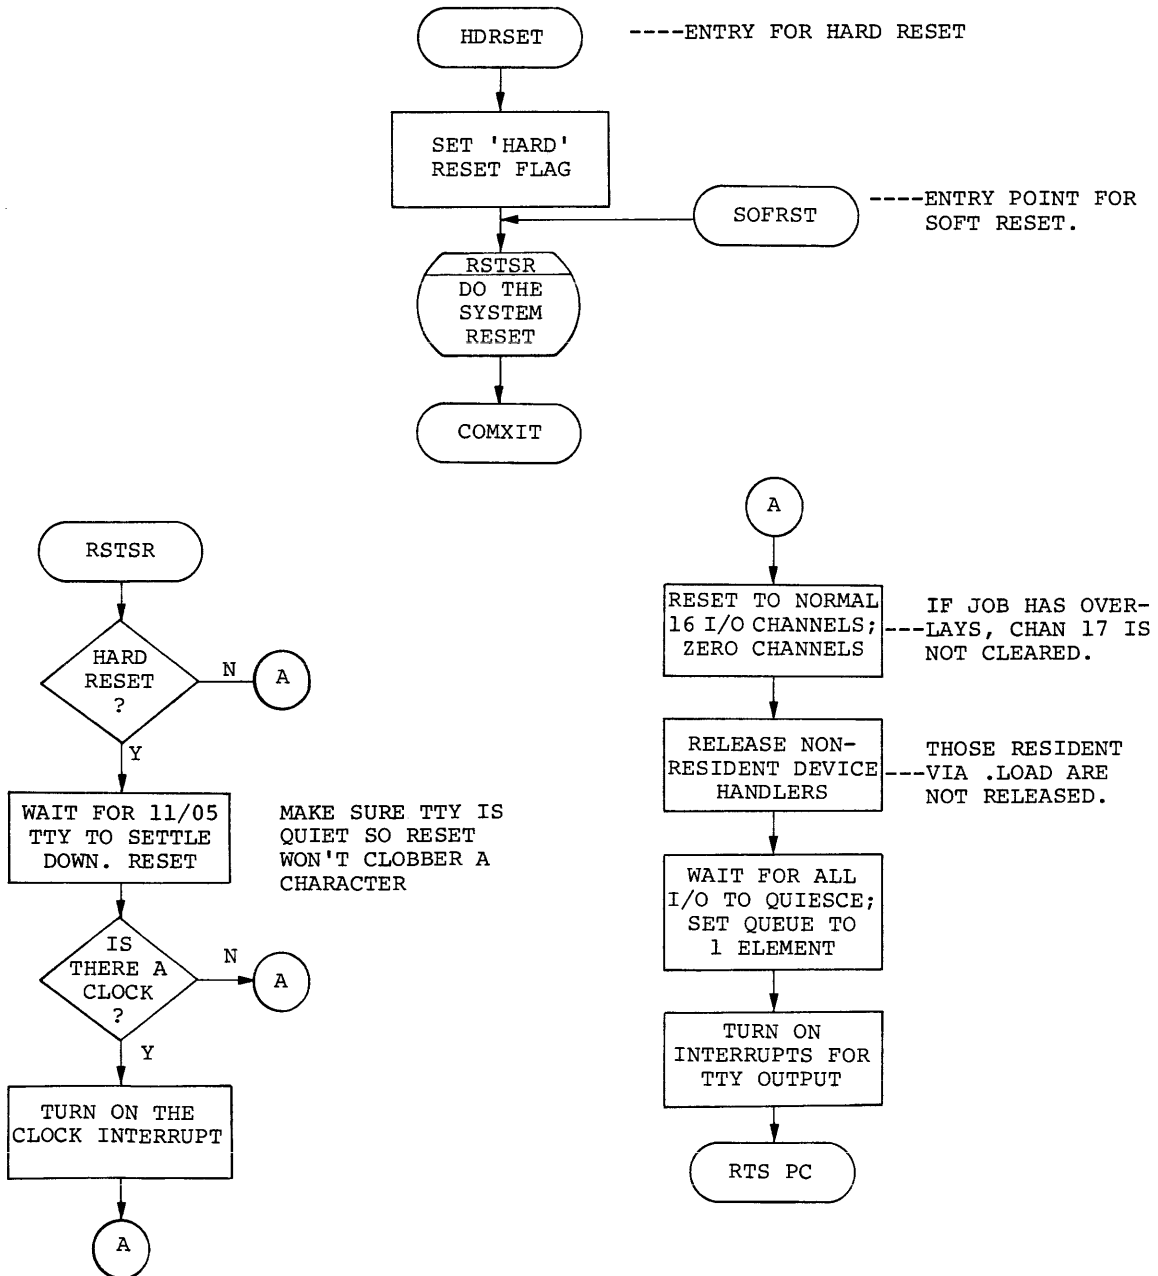 HDRSET
----ENTRY FOR HARD RESET
SET 'HARD'
RESET FLAG
SOFRST
----ENTRY POINT FOR
SOFT RESET.
RSTSR
DO THE
SYSTEM
RESET
COMXIT
RSTSR
HARD
RESET
?
N
A
Y
WAIT FOR 11/05
TTY TO SETTLE
DOWN. RESET
MAKE SURE TTY IS
QUIET SO RESET
WON'T CLOBBER A
CHARACTER
IS
THERE A
CLOCK
?
N
A
Y
TURN ON THE
CLOCK INTERRUPT
A
A
RESET TO NORMAL
16 I/O CHANNELS;
ZERO CHANNELS
IF JOB HAS OVER-
---LAYS, CHAN 17 IS
NOT CLEARED.
RELEASE NON-
RESIDENT DEVICE
HANDLERS
THOSE RESIDENT
---VIA .LOAD ARE
NOT RELEASED.
WAIT FOR ALL
I/O TO QUIESCE;
SET QUEUE TO
1 ELEMENT
TURN ON
INTERRUPTS FOR
TTY OUTPUT
RTS PC